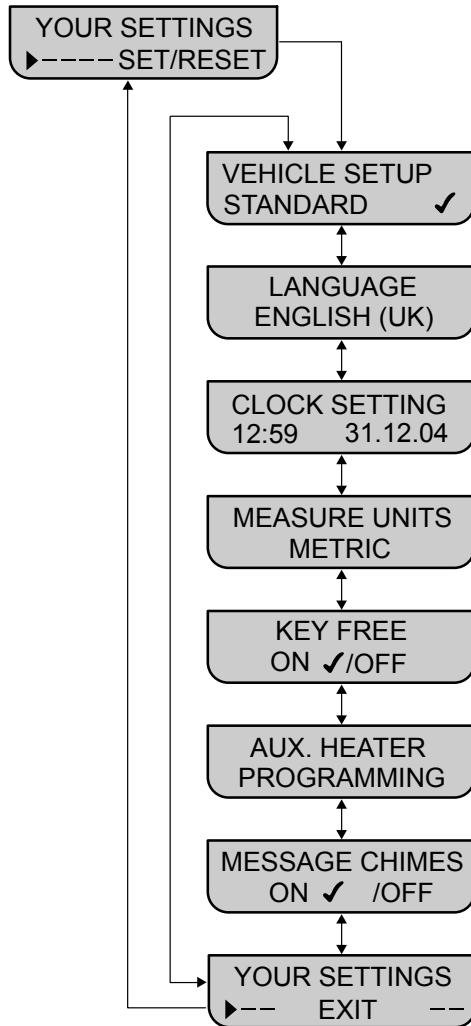 YOUR SETTINGS
▶----SET/RESET
VEHICLE SETUP
STANDARD ✓
LANGUAGE
ENGLISH (UK)
CLOCK SETTING
12:59 31.12.04
MEASURE UNITS
METRIC
KEY FREE
ON ✓/OFF
AUX. HEATER
PROGRAMMING
MESSAGE CHIMES
ON ✓ /OFF
YOUR SETTINGS
▶-- EXIT --